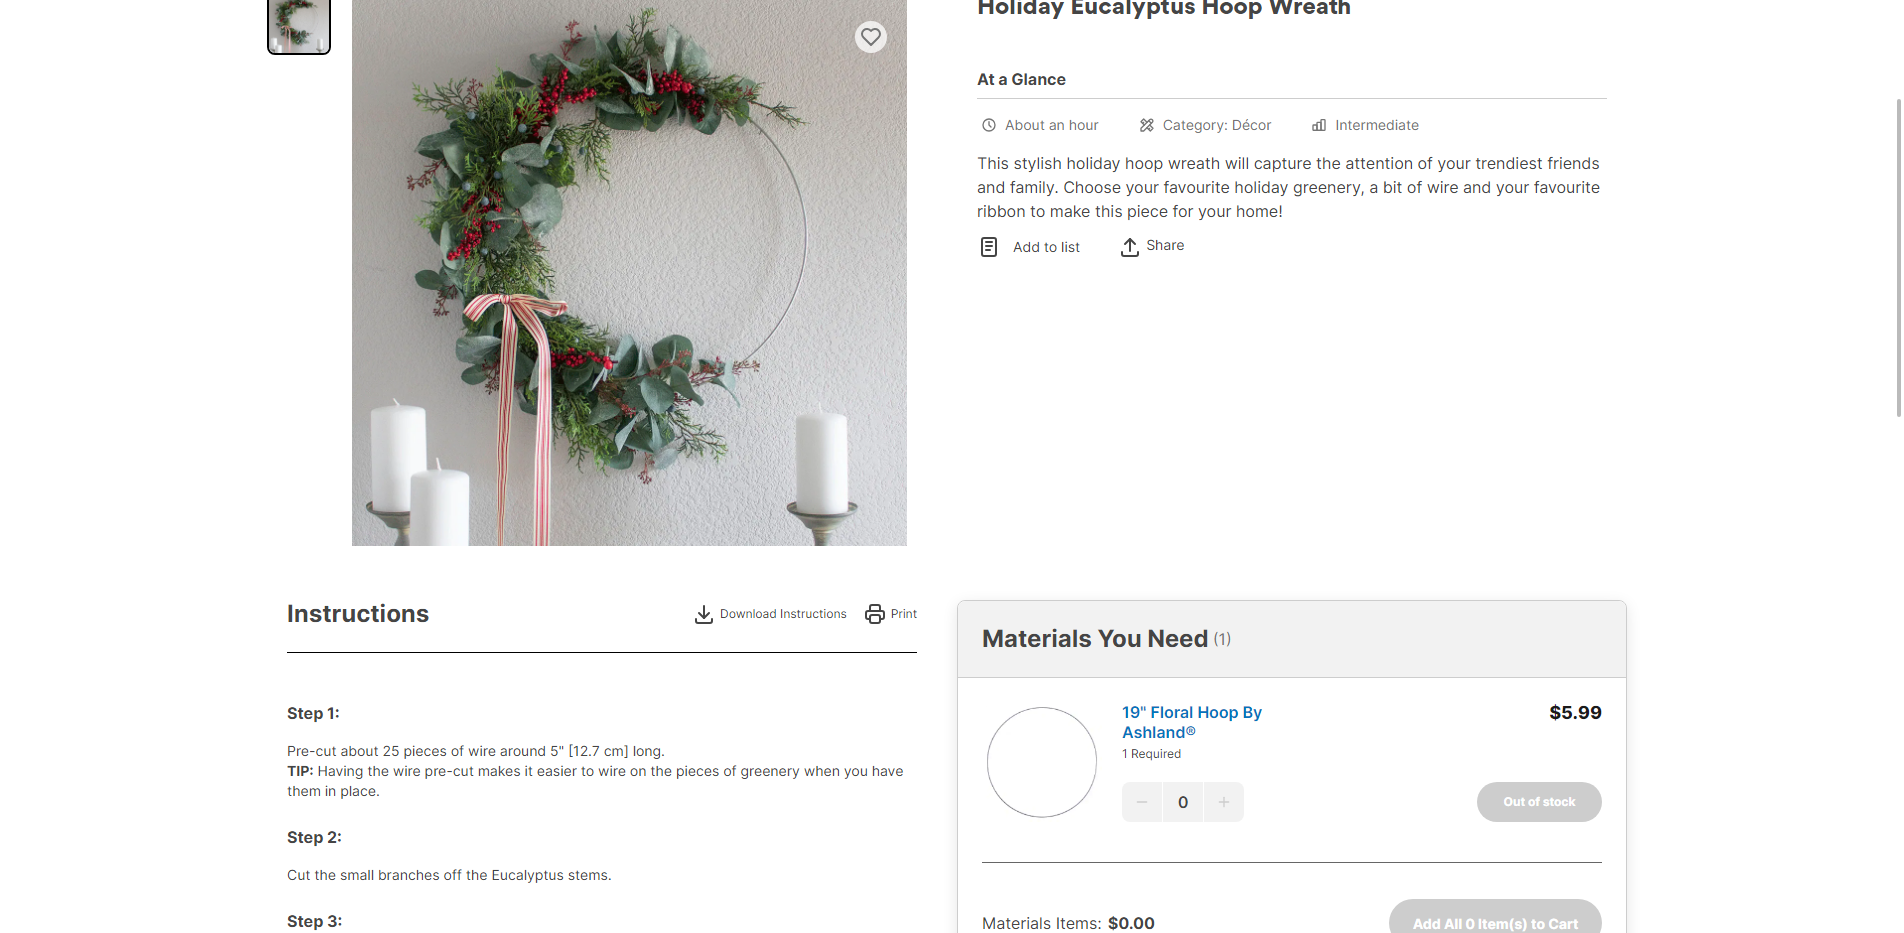 Holiday Eucalyptus Hoop Wreath
At a Glance
About an hour
Category: Décor
Intermediate
This stylish holiday hoop wreath will capture the attention of your trendiest friends
and family. Choose your favourite holiday greenery, a bit of wire and your favourite
ribbon to make this piece for your home!
Add to list
Share
Instructions
Download Instructions
Print
Step 1:
Pre-cut about 25 pieces of wire around 5" [12.7 cm] long.
TIP: Having the wire pre-cut makes it easier to wire on the pieces of greenery when you have
them in place.
Step 2:
Cut the small branches off the Eucalyptus stems.
Step 3:
Materials You Need (1)
19" Floral Hoop By
Ashland®
$5.99
1 Required
− 0 +
Out of stock
Materials Items: $0.00
Add All 0 Item(s) to Cart